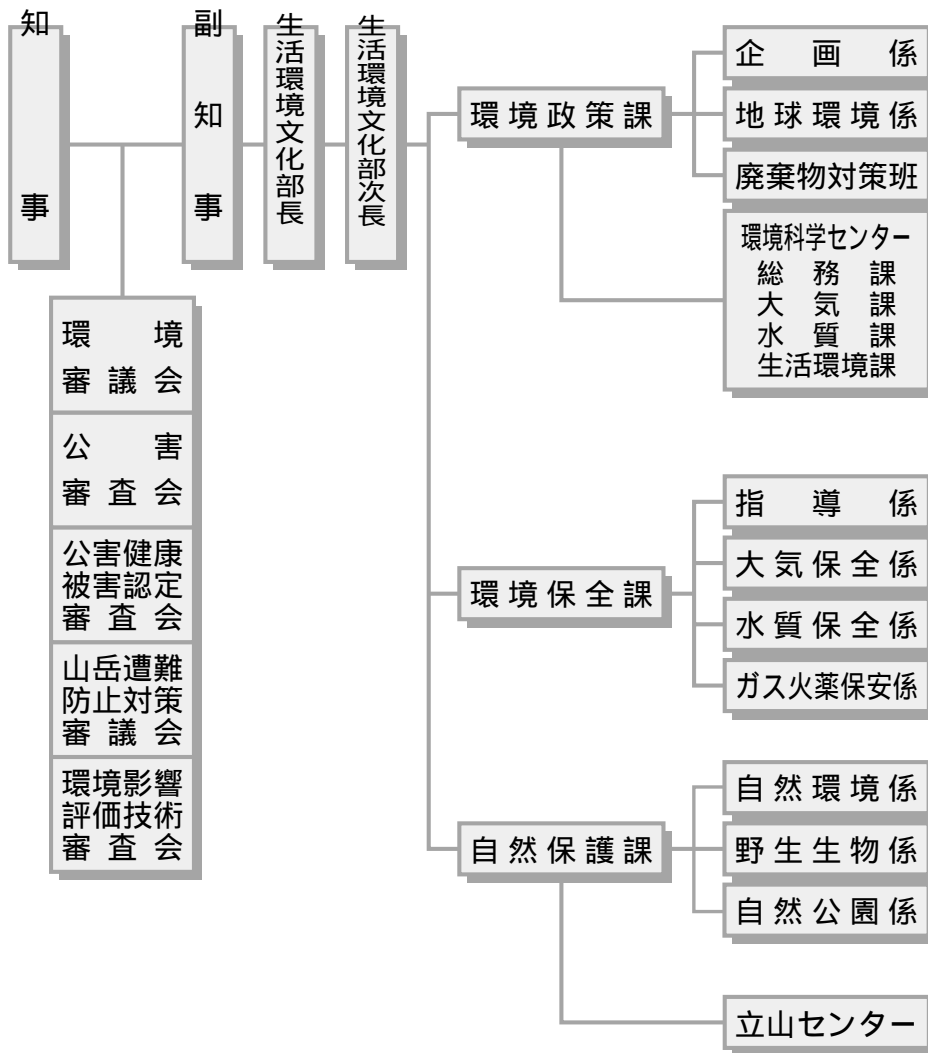 知事
副知事
生活環境文化部長
生活環境文化部次長
環境審議会
公害審査会
公害健康
被害認定
審査会
山岳遭難
防止対策
審議会
環境影響
評価技術
審査会
環境政策課
企画係
地球環境係
廃棄物対策班
環境科学センター
総務課
大気課
水質課
生活環境課
環境保全課
指導係
大気保全係
水質保全係
ガス火薬保安係
自然保護課
自然環境係
野生生物係
自然公園係
立山センター